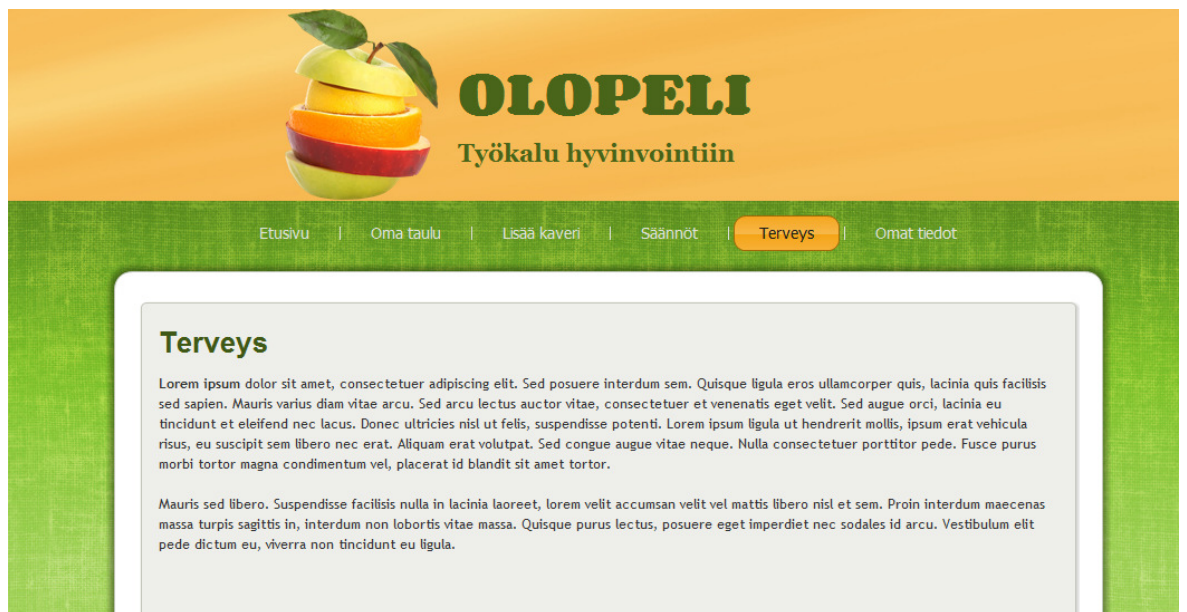 OLOPELI
Työkalu hyvinvointiin
Etusivu | Oma taulu | Lisää kaveri | Säännöt | Terveys | Omat tiedot
Terveys
Lorem ipsum dolor sit amet, consectetuer adipiscing elit. Sed posuere interdum sem. Quisque ligula eros ullamcorper quis, lacinia quis facilisis
sed sapien. Mauris varius diam vitae arcu. Sed arcu lectus auctor vitae, consectetuer et venenatis eget velit. Sed augue orci, lacinia eu
tincidunt et eleifend nec lacus. Donec ultricies nisl ut felis, suspendisse potenti. Lorem ipsum ligula ut hendrerit mollis, ipsum erat vehicula
risus, eu suscipit sem libero nec erat. Aliquam erat volutpat. Sed congue augue vitae neque. Nulla consectetuer porttitor pede. Fusce purus
morbi tortor magna condimentum vel, placerat id blandit sit amet tortor.
Mauris sed libero. Suspendisse facilisis nulla in lacinia laoreet, lorem velit accumsan velit vel mattis libero nisl et sem. Proin interdum maecenas
massa turpis sagittis in, interdum non lobortis vitae massa. Quisque purus lectus, posuere eget imperdiet nec sodales id arcu. Vestibulum elit
pede dictum eu, viverra non tincidunt eu ligula.